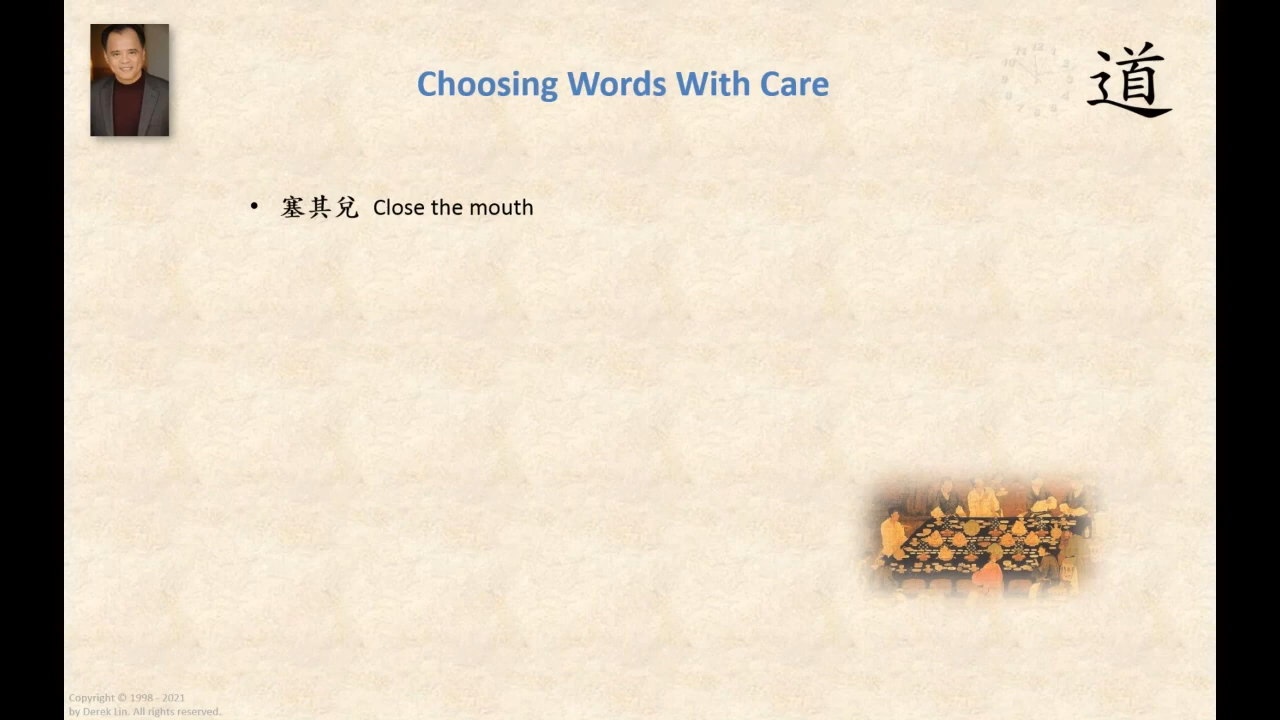 Choosing Words With Care
道
• 塞其兌 Close the mouth
Copyright © 1998 - 2021
by Derek Lin. All rights reserved.